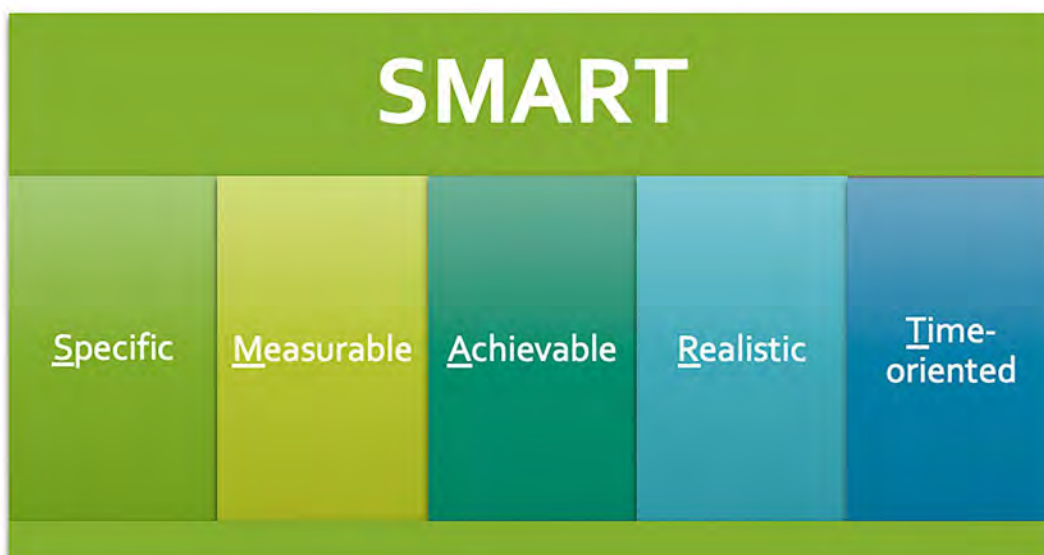 SMART
Specific
Measurable
Achievable
Realistic
Time-
oriented